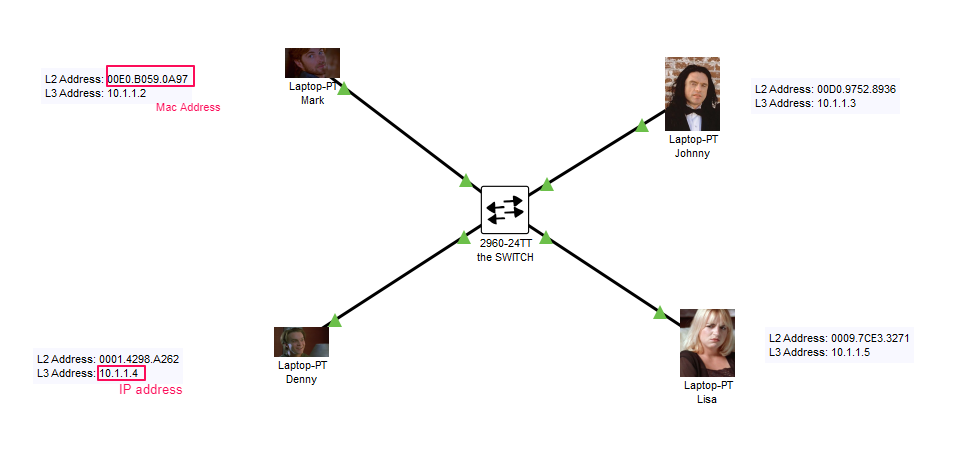 L2 Address: 00E0.B059.0A97
L3 Address: 10.1.1.2
Mac Address
Laptop-PT
Mark
Laptop-PT
Johnny
L2 Address: 00D0.9752.8936
L3 Address: 10.1.1.3
2960-24TT
the SWITCH
L2 Address: 0001.4298.A262
L3 Address: 10.1.1.4
IP address
Laptop-PT
Denny
Laptop-PT
Lisa
L2 Address: 0009.7CE3.3271
L3 Address: 10.1.1.5